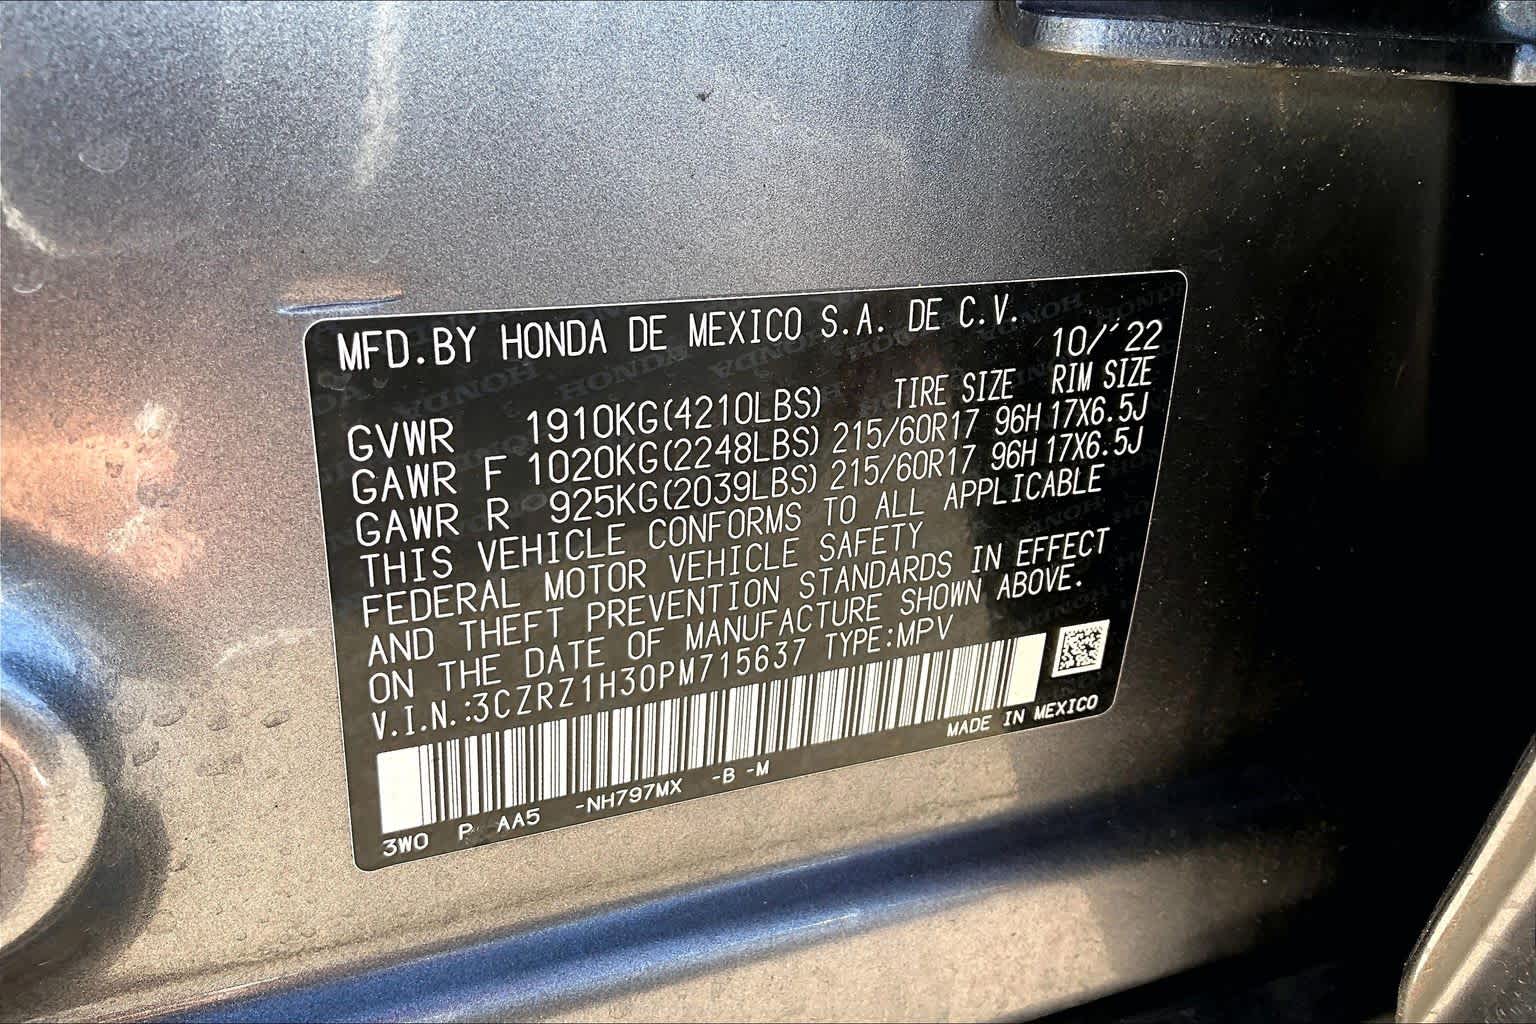 MFD.BY HONDA DE MEXICO S.A. DE C.V.
10/'22
TIRE SIZE RIM SIZE
GVWR 1910KG(4210LBS)
GAWR F 1020KG(2248LBS) 215/60R17 96H 17X6.5J
GAWR R 925KG(2039LBS) 215/60R17 96H 17X6.5J
THIS VEHICLE CONFORMS TO ALL APPLICABLE
FEDERAL MOTOR VEHICLE SAFETY
AND THEFT PREVENTION STANDARDS IN EFFECT
ON THE DATE OF MANUFACTURE SHOWN ABOVE.
V.I.N.:3CZRZ1H30PM715637 TYPE:MPV
MADE IN MEXICO
3W0 P AA5 -NH797MX -B -M